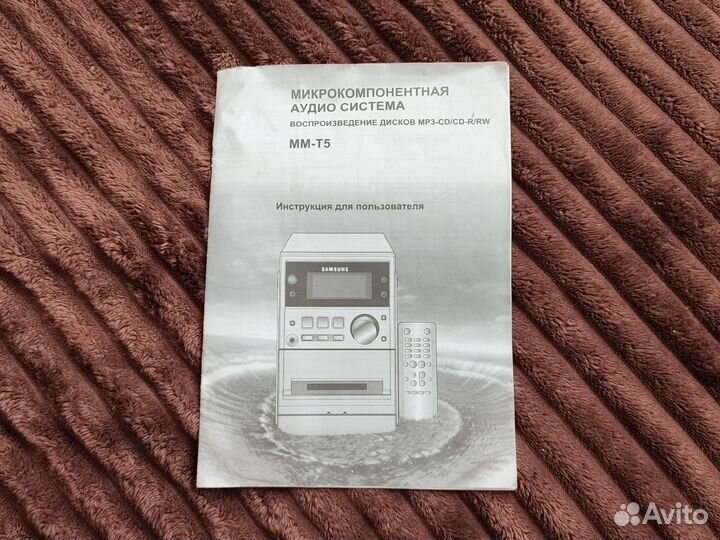 МИКРОКОМПОНЕНТНАЯ
АУДИО СИСТЕМА
ВОСПРОИЗВЕДЕНИЕ ДИСКОВ MP3-CD/CD-R/RW
MM-T5
Инструкция для пользователя
SAMSUNG
Avito